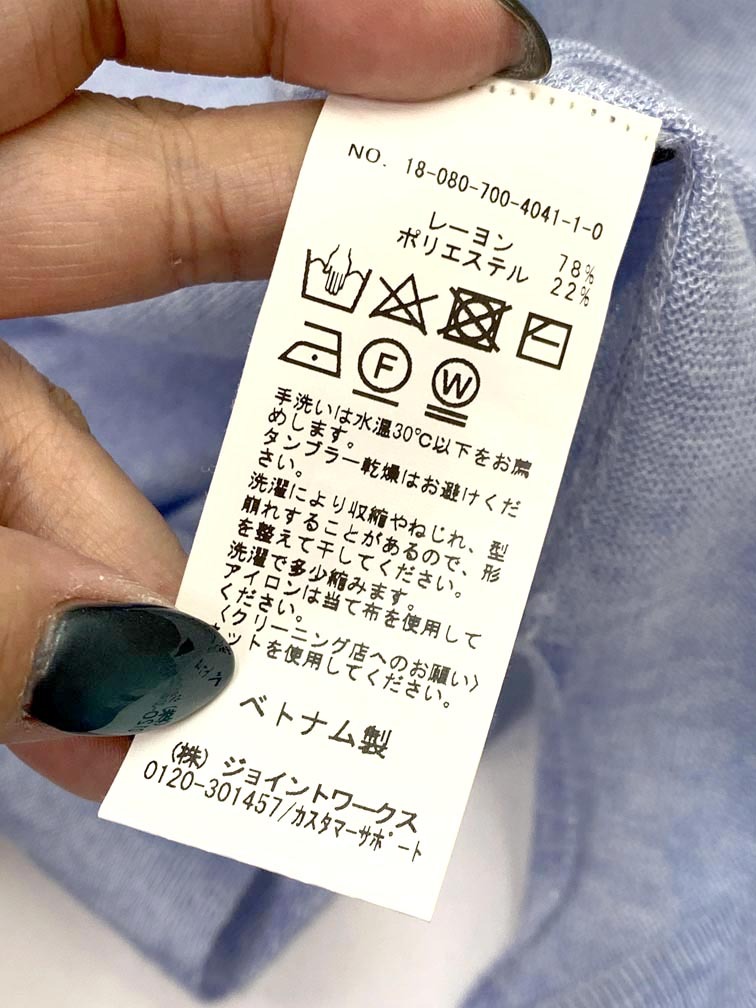 NO. 18-080-700-4041-1-0
レーヨン 78%
ポリエステル 22%
F W
手洗いは水温30℃以下をお薦
めします。
タンブラー乾燥はお避けくだ
さい。
洗濯により収縮やねじれ、型
崩れすることがあるので、形
を整えて干してください。
洗濯で多少縮みます。
アイロンは当て布を使用して
ください。
〈クリーニング店へのお願い〉
ネットを使用してください。
ベトナム製
(株)ジョイントワークス
0120-301457/カスタマーサポート